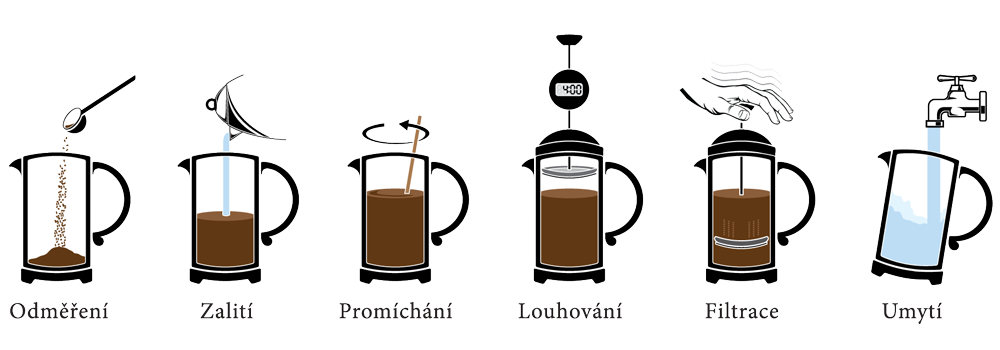 4:00
Odměření
Zalití
Promíchání
Louhování
Filtrace
Umytí